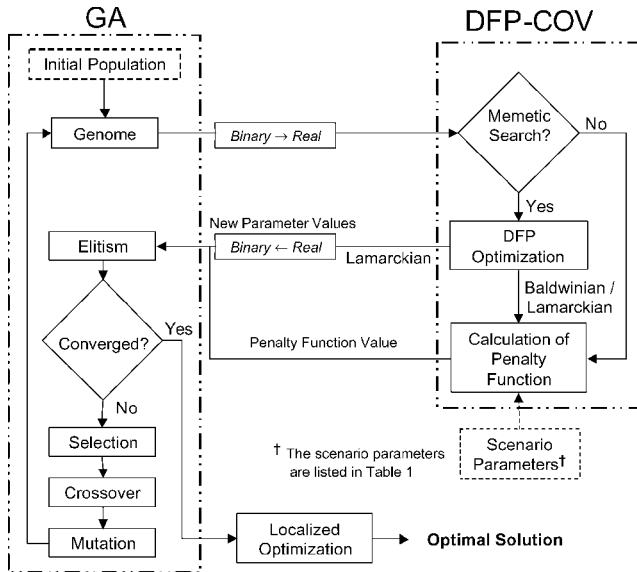 GA
DFP-COV
Initial Population
Genome
Binary → Real
Memetic
Search?
No
Yes
New Parameter Values
Elitism
Binary ← Real
Lamarckian
DFP
Optimization
Baldwinian /
Lamarckian
Converged?
Yes
Penalty Function Value
Calculation of
Penalty
Function
No
Selection
† The scenario parameters
are listed in Table 1
Scenario
Parameters†
Crossover
Mutation
Localized
Optimization
Optimal Solution